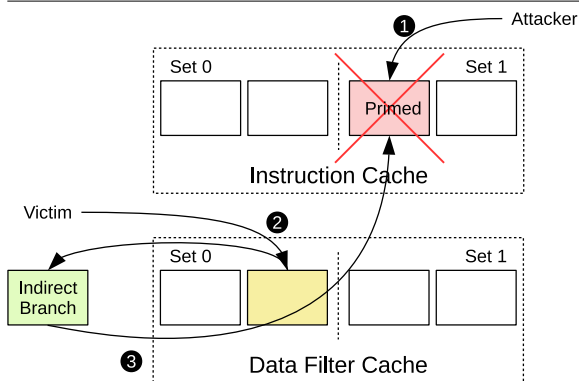 1
Attacker
Set 0
Set 1
Primed
Instruction Cache
Victim
2
Set 0
Set 1
Indirect
Branch
3
Data Filter Cache